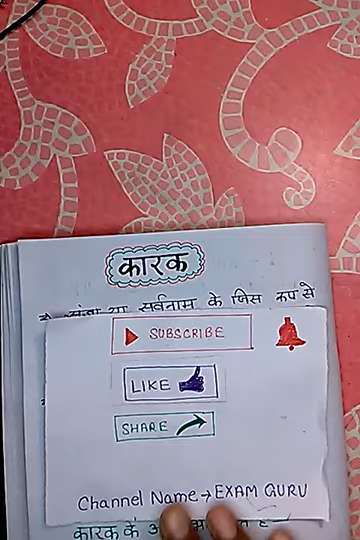 कारक
या सर्वनाम के जिस रूप से
SUBSCRIBE
LIKE
SHARE
Channel Name → EXAM GURU
कारक के